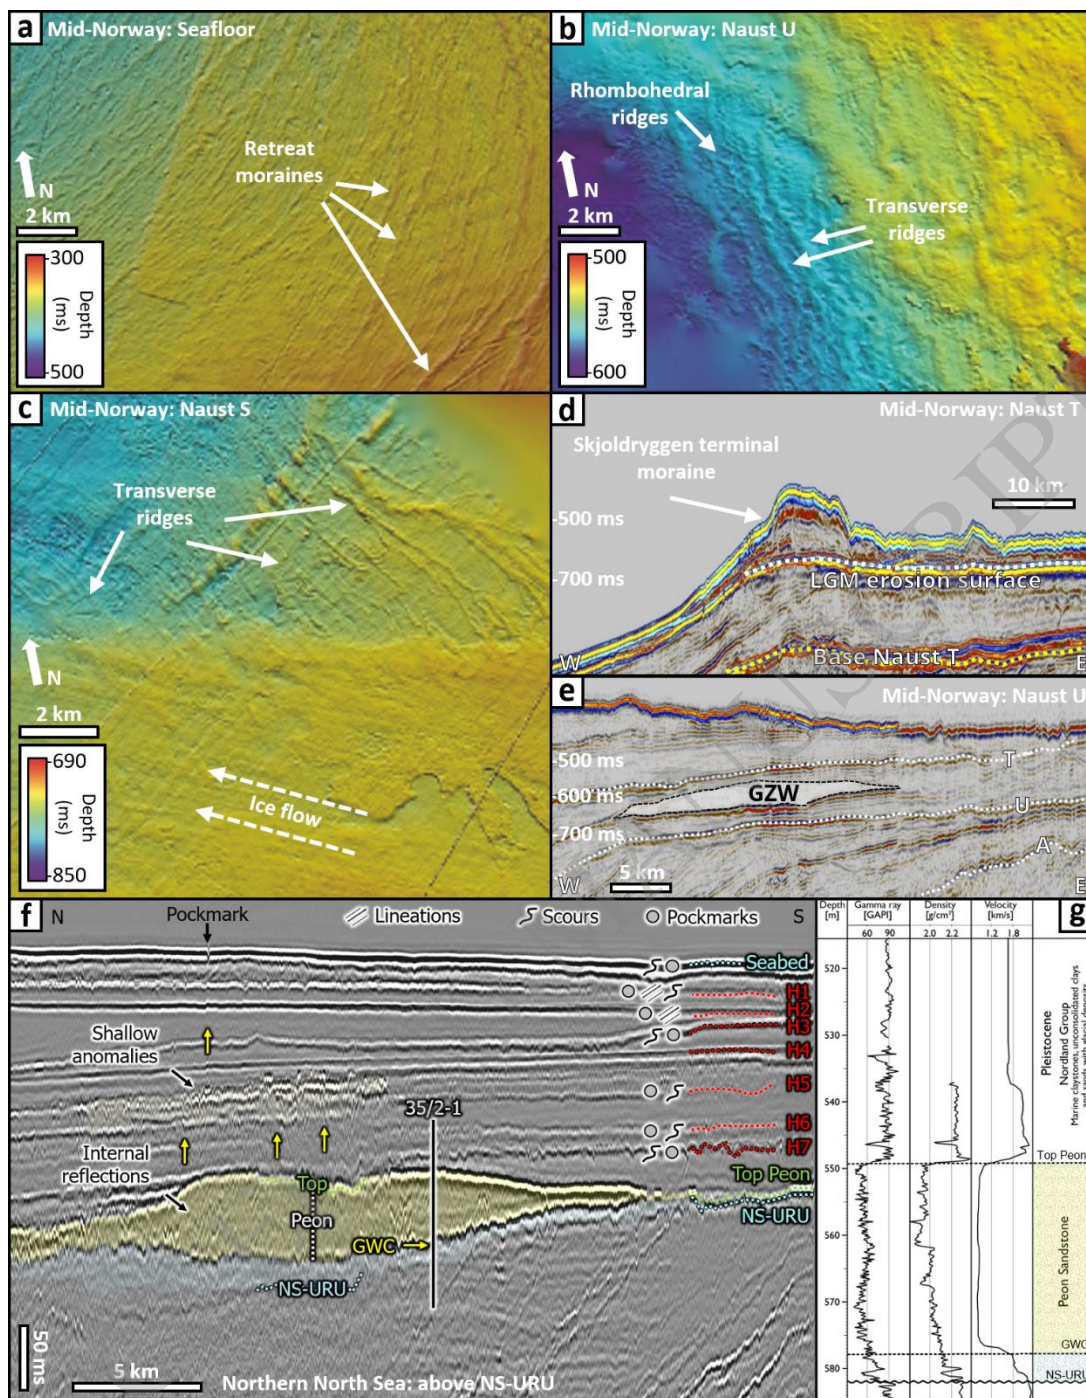 a Mid-Norway: Seafloor
Retreat
moraines
N
2 km
-300
Depth
(ms)
-500
b Mid-Norway: Naust U
Rhombohedral
ridges
Transverse
ridges
N
2 km
-500
Depth
(ms)
-600
c Mid-Norway: Naust S
Transverse
ridges
N
2 km
Ice flow
690
Depth
(ms)
-850
d Mid-Norway: Naust T
Skjoldryggen terminal
moraine
10 km
-500 ms
-700 ms
LGM erosion surface
Base Naust T
W E
e Mid-Norway: Naust U
-500 ms
-600 ms
-700 ms
GZW
T
U
A
5 km
W E
f N Pockmark Lineations Scours Pockmarks S
Seabed
H1
H2
H3
H4
H5
H6
H7
Shallow
anomalies
35/2-1
Internal
reflections
Top
Peon
GWC
Top Peon
NS-URU
NS-URU
50 ms
5 km
Northern North Sea: above NS-URU
g
Depth Gamma ray Density Velocity
[m] [GAPI] [g/cm³] [km/s]
60 90 2.0 2.2 1.2 1.8
520
530
540
550
560
570
580
Pleistocene
Nordland Group
Marine claystones, unconsolidated clays
and sands with glacial deposits
Top Peon
Peon Sandstone
GWC
NS-URU
MANUSCRIPT